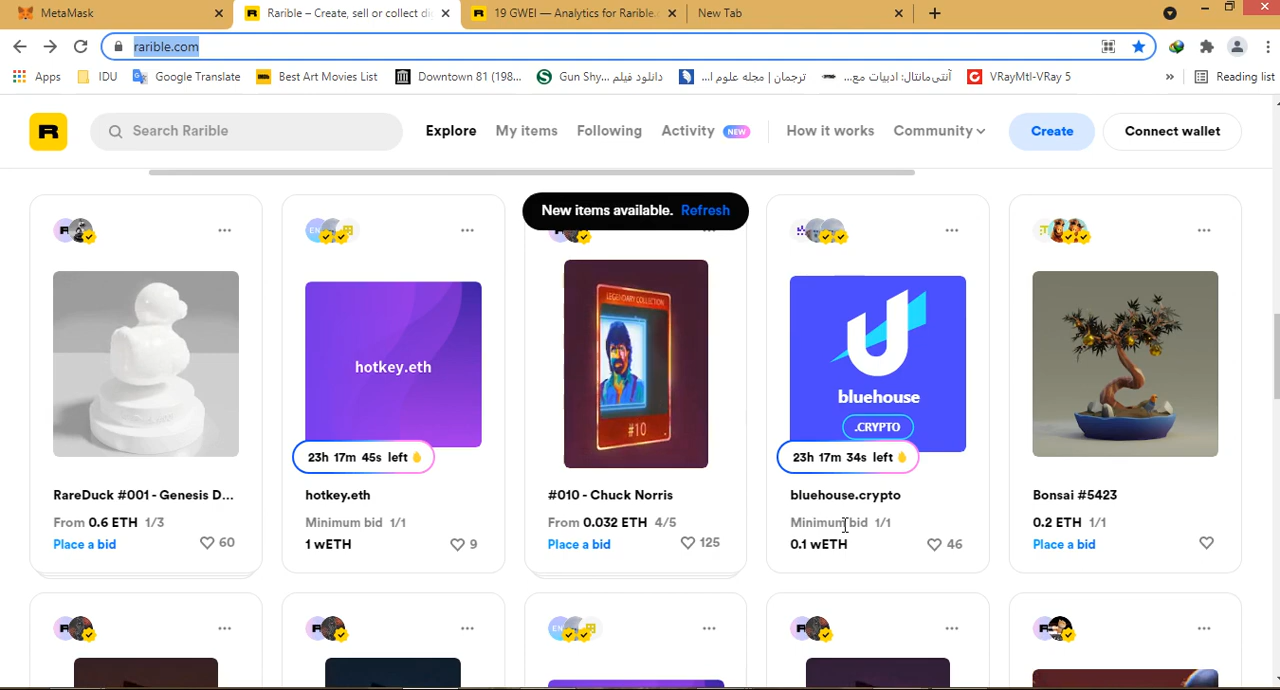 MetaMask
Rarible – Create, sell or collect di
19 GWEI — Analytics for Rarible.
New Tab
rarible.com
Apps
IDU
Google Translate
Best Art Movies List
Downtown 81 (198...
Gun Shy...دانلود فیلم
ترجمان | مجله علوم ا...
آنتی‌مانتال: ادبیات مع...
VRayMtl-VRay 5
»
Reading list
R
Search Rarible
Explore
My items
Following
Activity NEW
How it works
Community
Create
Connect wallet
New items available. Refresh
LEGENDARY COLLECTION
#10
hotkey.eth
bluehouse
.CRYPTO
23h 17m 45s left
23h 17m 34s left
RareDuck #001 - Genesis D...
From 0.6 ETH 1/3
Place a bid
60
hotkey.eth
Minimum bid 1/1
1 wETH
9
#010 - Chuck Norris
From 0.032 ETH 4/5
Place a bid
125
bluehouse.crypto
Minimum bid 1/1
0.1 wETH
46
Bonsai #5423
0.2 ETH 1/1
Place a bid